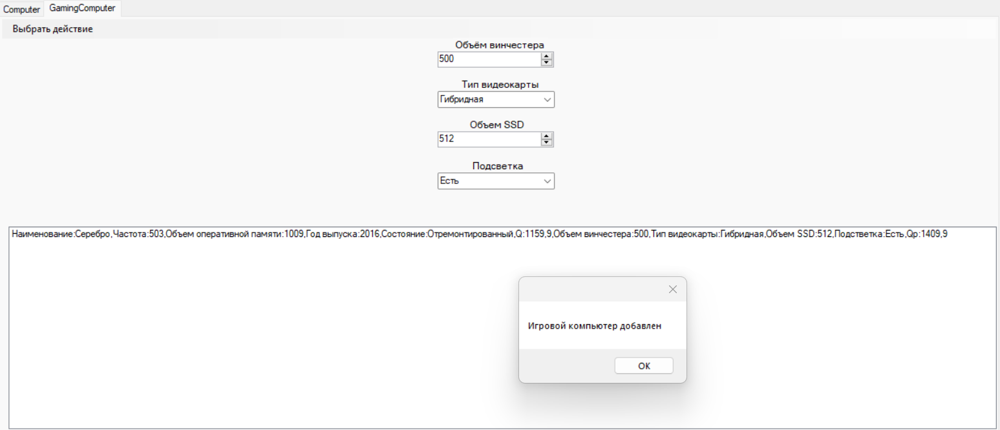 Computer GamingComputer
Выбрать действие
Объём винчестера
500
Тип видеокарты
Гибридная
Объем SSD
512
Подсветка
Есть
Наименование:Серебро,Частота:503,Объем оперативной памяти:1009,Год выпуска:2016,Состояние:Отремонтированный,Q:1159,9,Объем винчестера:500,Тип видеокарты:Гибридная,Объем SSD:512,Подстветка:Есть,Qp:1409,9
Игровой компьютер добавлен
ОК